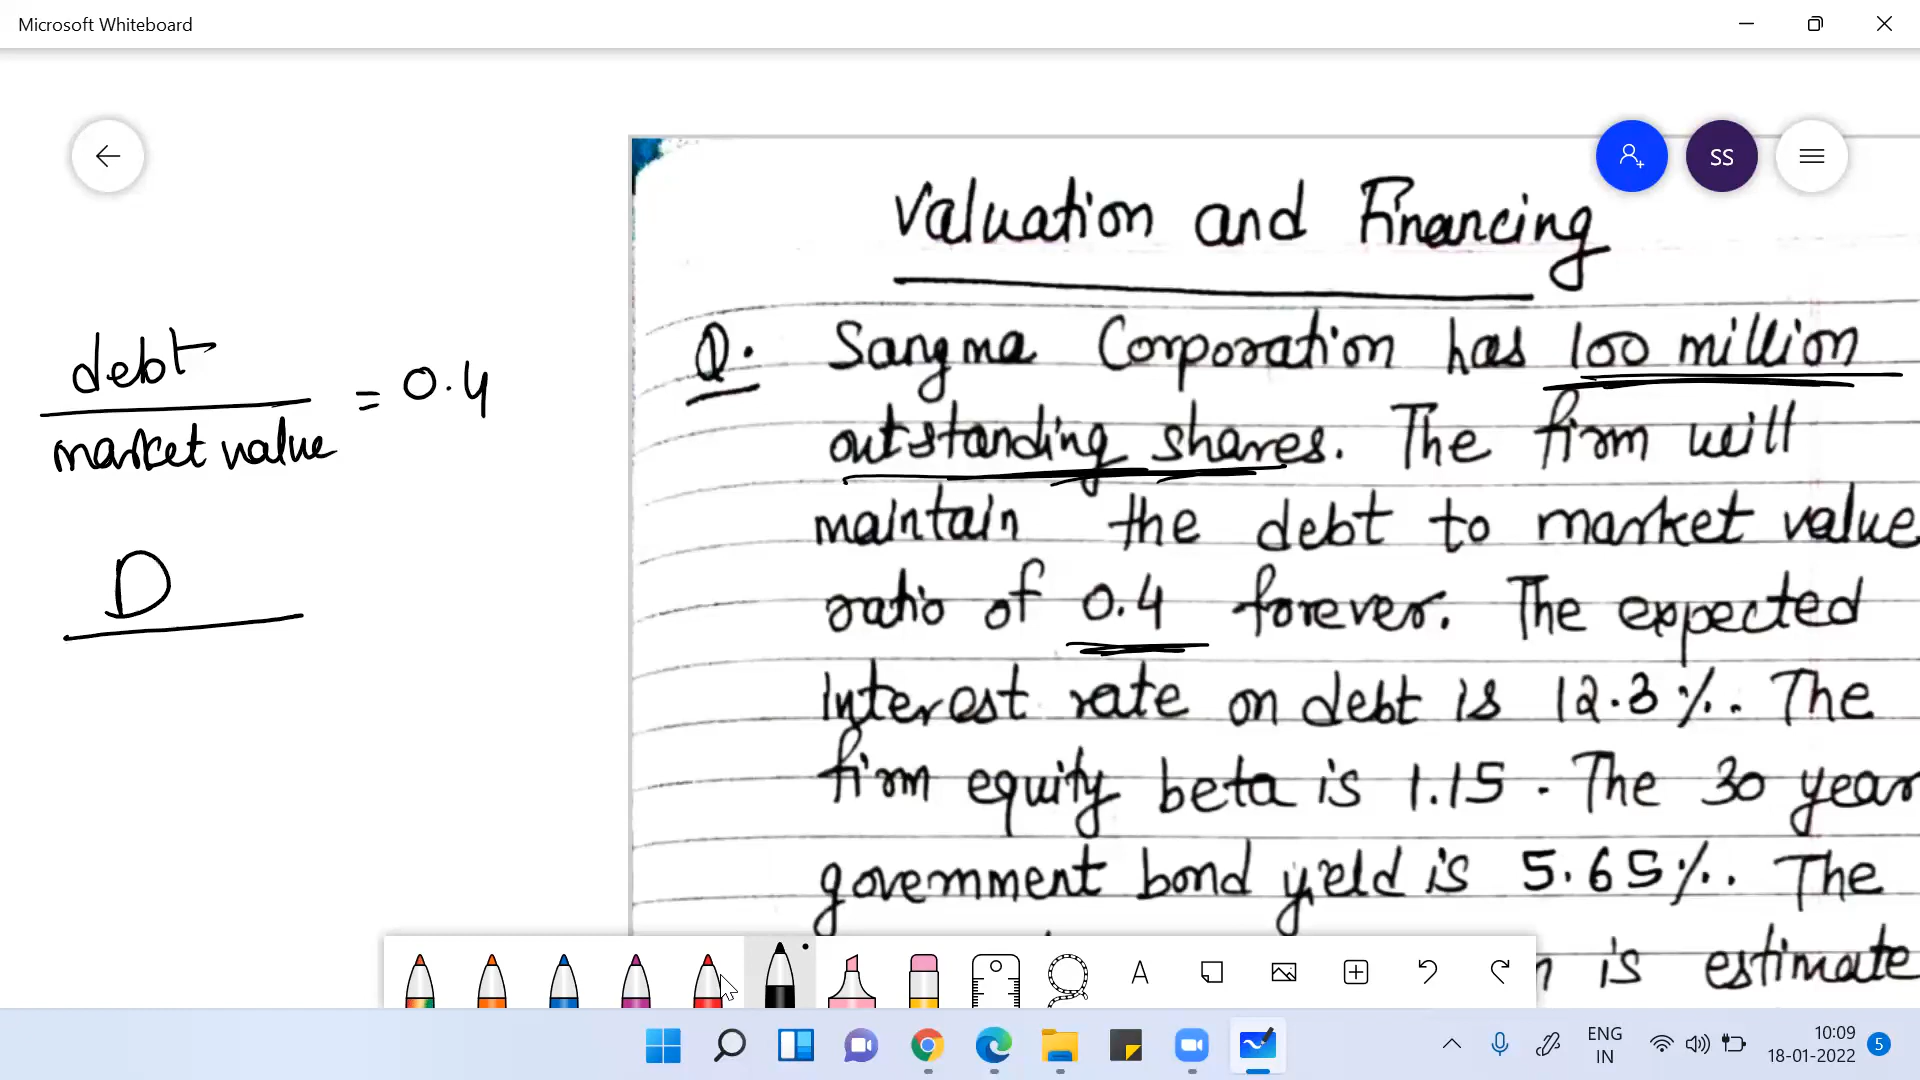 Microsoft Whiteboard
SS
Valuation and Financing
debt
market value
= 0.4
D
Q. Sangma Corporation has 100 million
outstanding shares. The firm will
maintain the debt to market value
ratio of 0.4 forever. The expected
interest rate on debt is 12.3%. The
firm equity beta is 1.15. The 30 year
government bond yield is 5.65%. The
is estimate
A
ENG
IN
10:09
18-01-2022
5